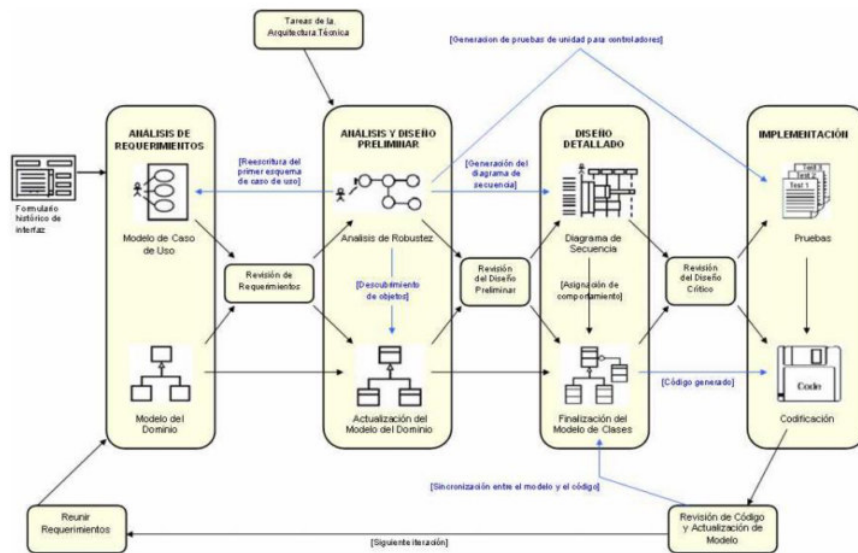 Tareas de la
Arquitectura Técnica
[Generacion de pruebas de unidad para controladores]
ANÁLISIS DE
REQUERIMIENTOS
ANÁLISIS Y DISEÑO
PRELIMINAR
DISEÑO
DETALLADO
IMPLEMENTACIÓN
[Reescritura del
primer esquema
de caso de uso]
[Generación del
diagrama de
secuencia]
Test 3
Test 2
Test 1
Formulario
histórico de
interfaz
Modelo de Caso
de Uso
Analisis de Robustez
Diagrama de
Secuencia
Pruebas
Revisión de
Requerimientos
[Descubrimiento
de objetos]
Revisión
del Diseño
Preliminar
[Asignación de
comportamiento]
Revisión
del Diseño
Crítico
[Código generado]
Code
Modelo del
Dominio
Actualización del
Modelo del Dominio
Finalización del
Modelo de Clases
Codificación
[Sincronización entre el modelo y el código]
Reunir
Requerimientos
[Siguiente iteración]
Revisión de Código
y Actualización de
Modelo